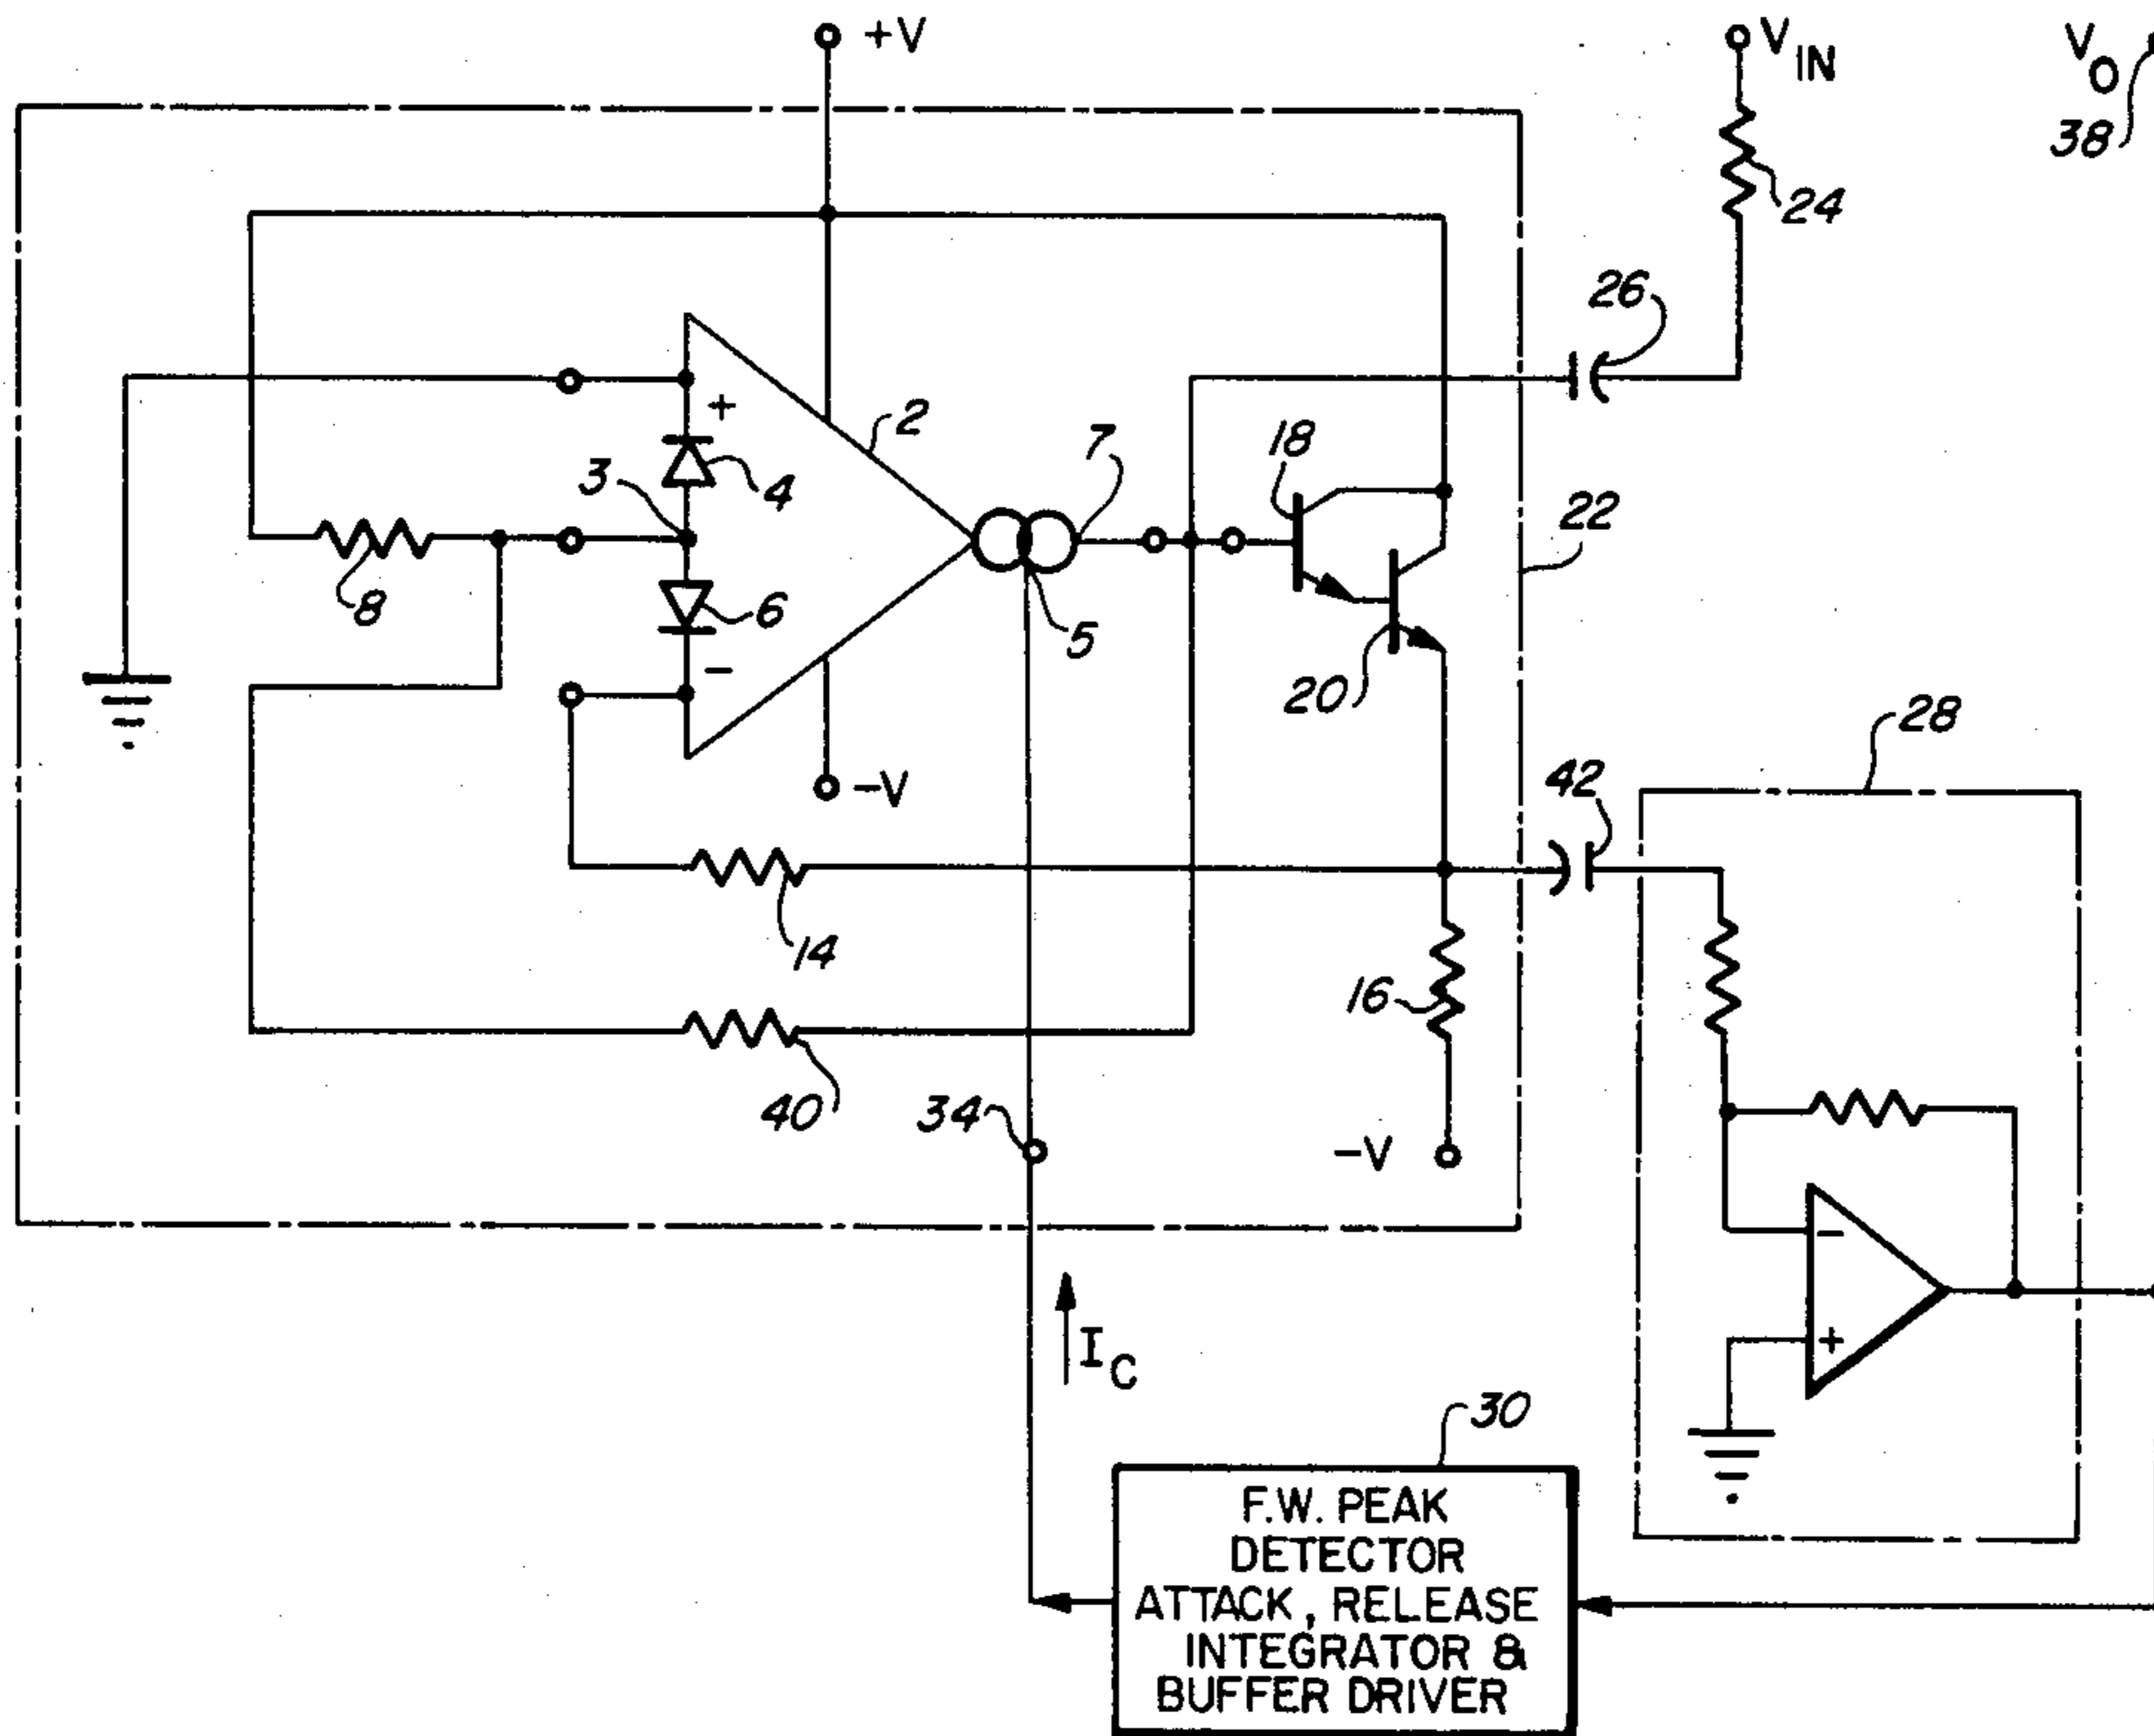 +V
V IN
V O
38
24
26
+
2
7
18
3
4
22
8
6
5
-
20
28
-V
42
14
16
40
34
-V
-
+
I C
30
F.W. PEAK
DETECTOR
ATTACK, RELEASE
INTEGRATOR &
BUFFER DRIVER